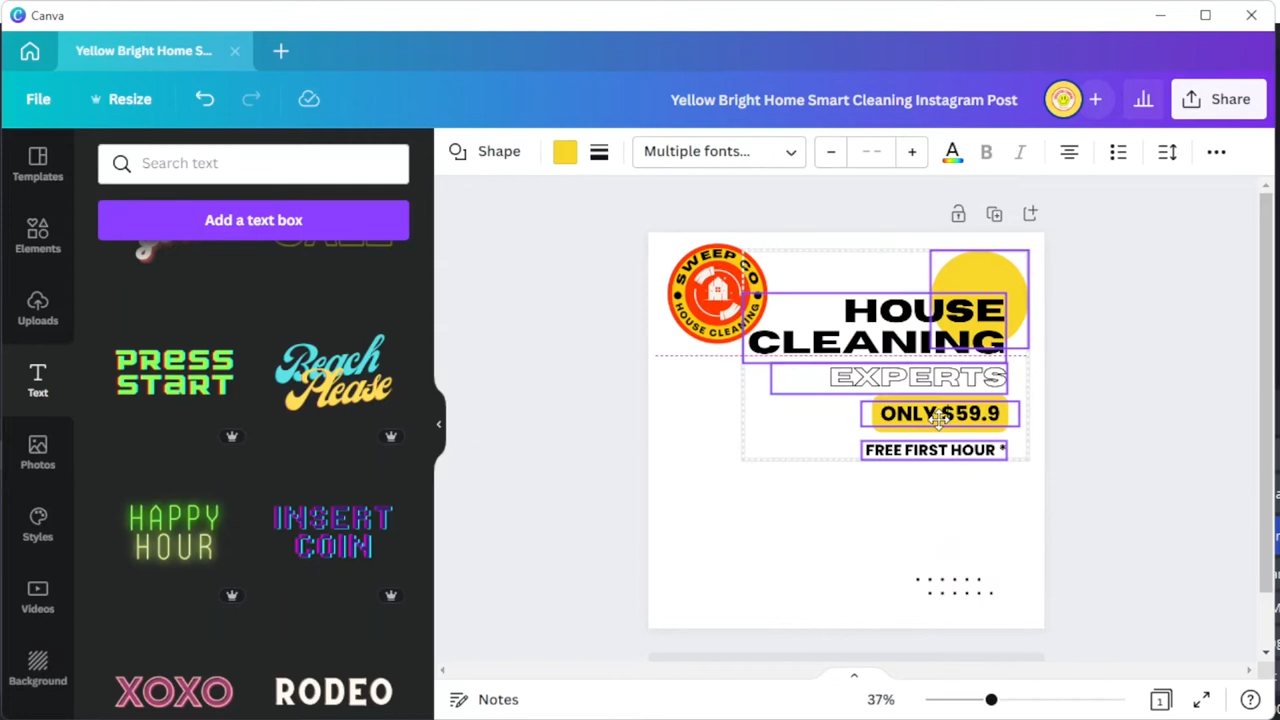 Canva
Yellow Bright Home S...
File
Resize
Yellow Bright Home Smart Cleaning Instagram Post
Share
Templates
Elements
Uploads
Text
Photos
Styles
Videos
Background
Search text
Add a text box
PRESS
START
Beach
Please
HAPPY
HOUR
INSERT
COIN
XOXO
RODEO
Shape
Multiple fonts...
- -
B
I
SWEEP CO
HOUSE CLEANING
HOUSE
CLEANING
EXPERTS
ONLY $59.9
FREE FIRST HOUR *
Notes
37%
1